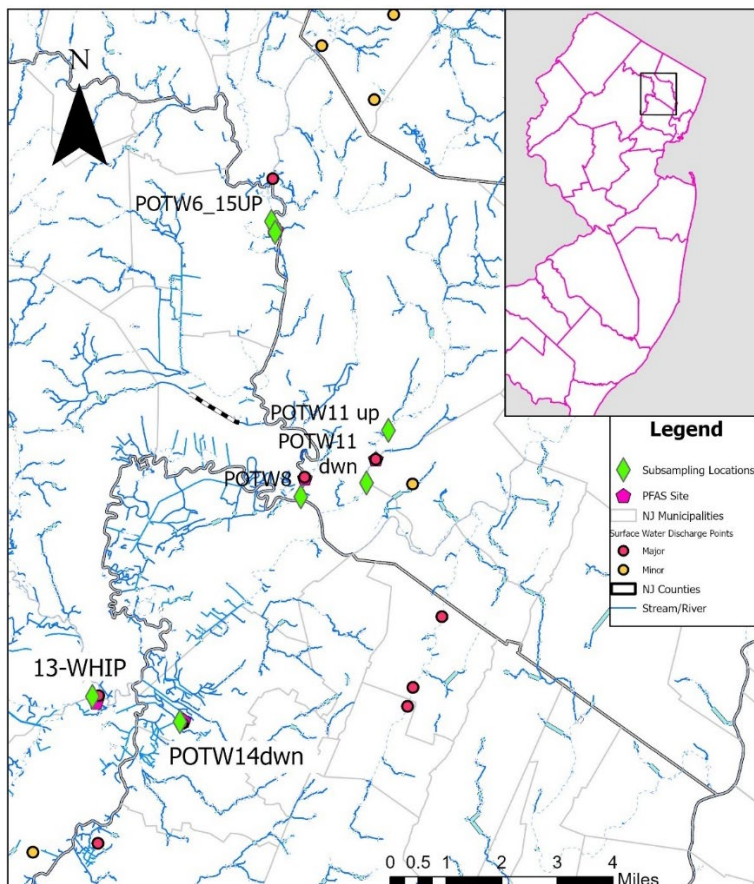 N
POTW6_15UP
POTW11 up
POTW11
dwn
POTW8
13-WHIP
POTW14dwn
Legend
Subsampling Locations
PFAS Site
NJ Municipalities
Surface Water Discharge Points
Major
Minor
NJ Counties
Stream/River
0 0.5 1 2 3 4
Miles